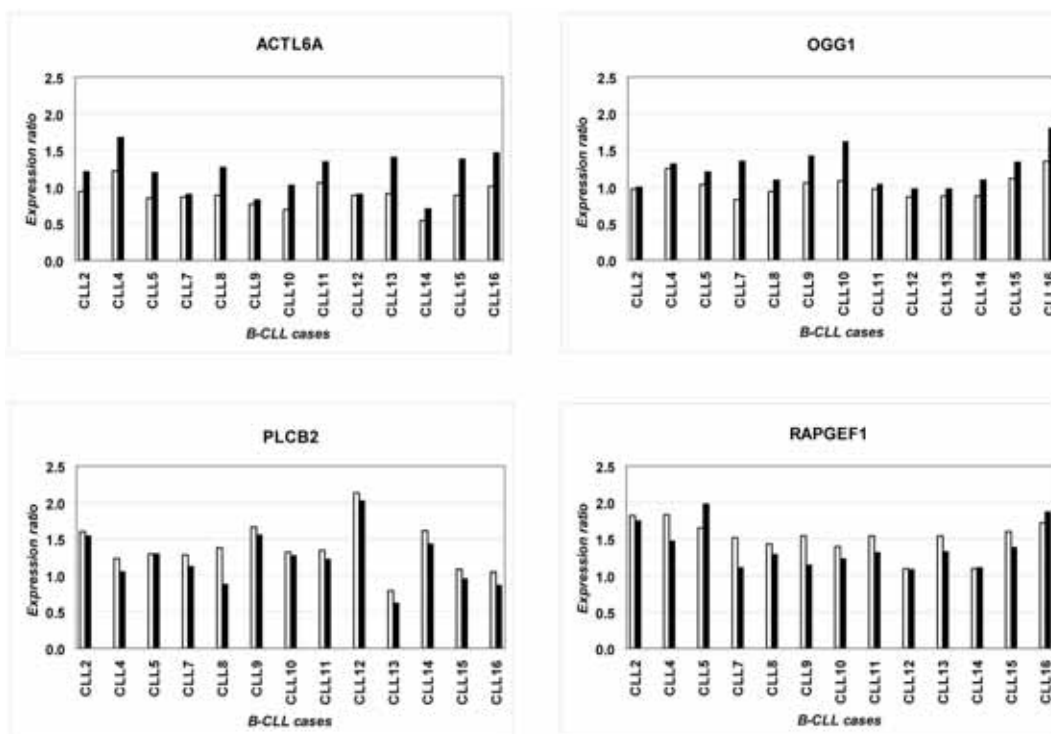 ACTL6A
Expression ratio
2.5
2.0
1.5
1.0
0.5
0.0
CLL2 CLL4 CLL5 CLL7 CLL8 CLL9 CLL10 CLL11 CLL12 CLL13 CLL14 CLL15 CLL16
B-CLL cases
OGG1
Expression ratio
2.5
2.0
1.5
1.0
0.5
0.0
CLL2 CLL4 CLL5 CLL7 CLL8 CLL9 CLL10 CLL11 CLL12 CLL13 CLL14 CLL15 CLL16
B-CLL cases
PLCB2
Expression ratio
2.5
2.0
1.5
1.0
0.5
0.0
CLL2 CLL4 CLL5 CLL7 CLL8 CLL9 CLL10 CLL11 CLL12 CLL13 CLL14 CLL15 CLL16
B-CLL cases
RAPGEF1
Expression ratio
2.5
2.0
1.5
1.0
0.5
0.0
CLL2 CLL4 CLL5 CLL7 CLL8 CLL9 CLL10 CLL11 CLL12 CLL13 CLL14 CLL15 CLL16
B-CLL cases